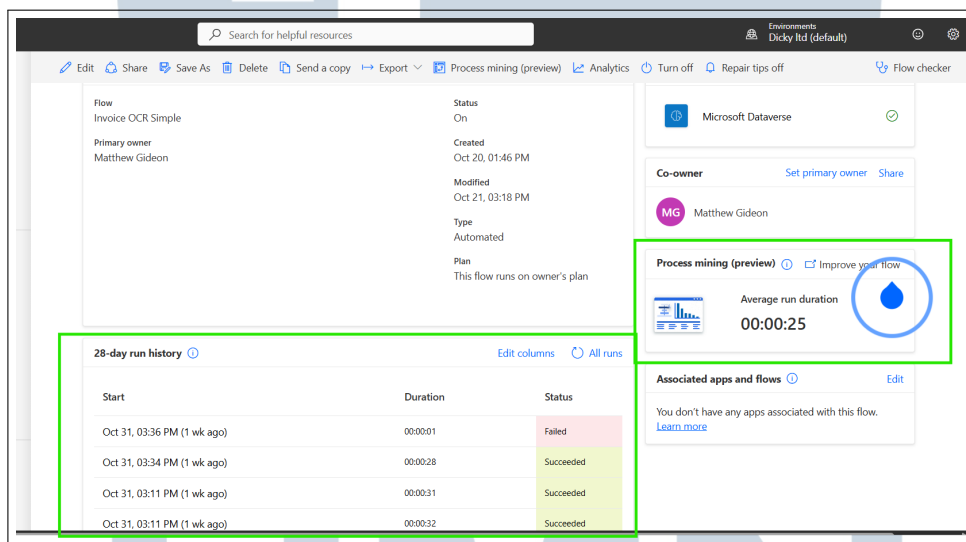 Search for helpful resources
Environments
Dicky ltd (default)
Edit Share Save As Delete Send a copy Export Process mining (preview) Analytics Turn off Repair tips off Flow checker
Flow
Invoice OCR Simple
Primary owner
Matthew Gideon
Status
On
Created
Oct 20, 01:46 PM
Modified
Oct 21, 03:18 PM
Type
Automated
Plan
This flow runs on owner's plan
Microsoft Dataverse
Co-owner Set primary owner Share
MG Matthew Gideon
Process mining (preview) Improve your flow
Average run duration
00:00:25
28-day run history Edit columns All runs
Start Duration Status
Oct 31, 03:36 PM (1 wk ago) 00:00:01 Failed
Oct 31, 03:34 PM (1 wk ago) 00:00:28 Succeeded
Oct 31, 03:11 PM (1 wk ago) 00:00:31 Succeeded
Oct 31, 03:11 PM (1 wk ago) 00:00:32 Succeeded
Associated apps and flows Edit
You don't have any apps associated with this flow.
Learn more